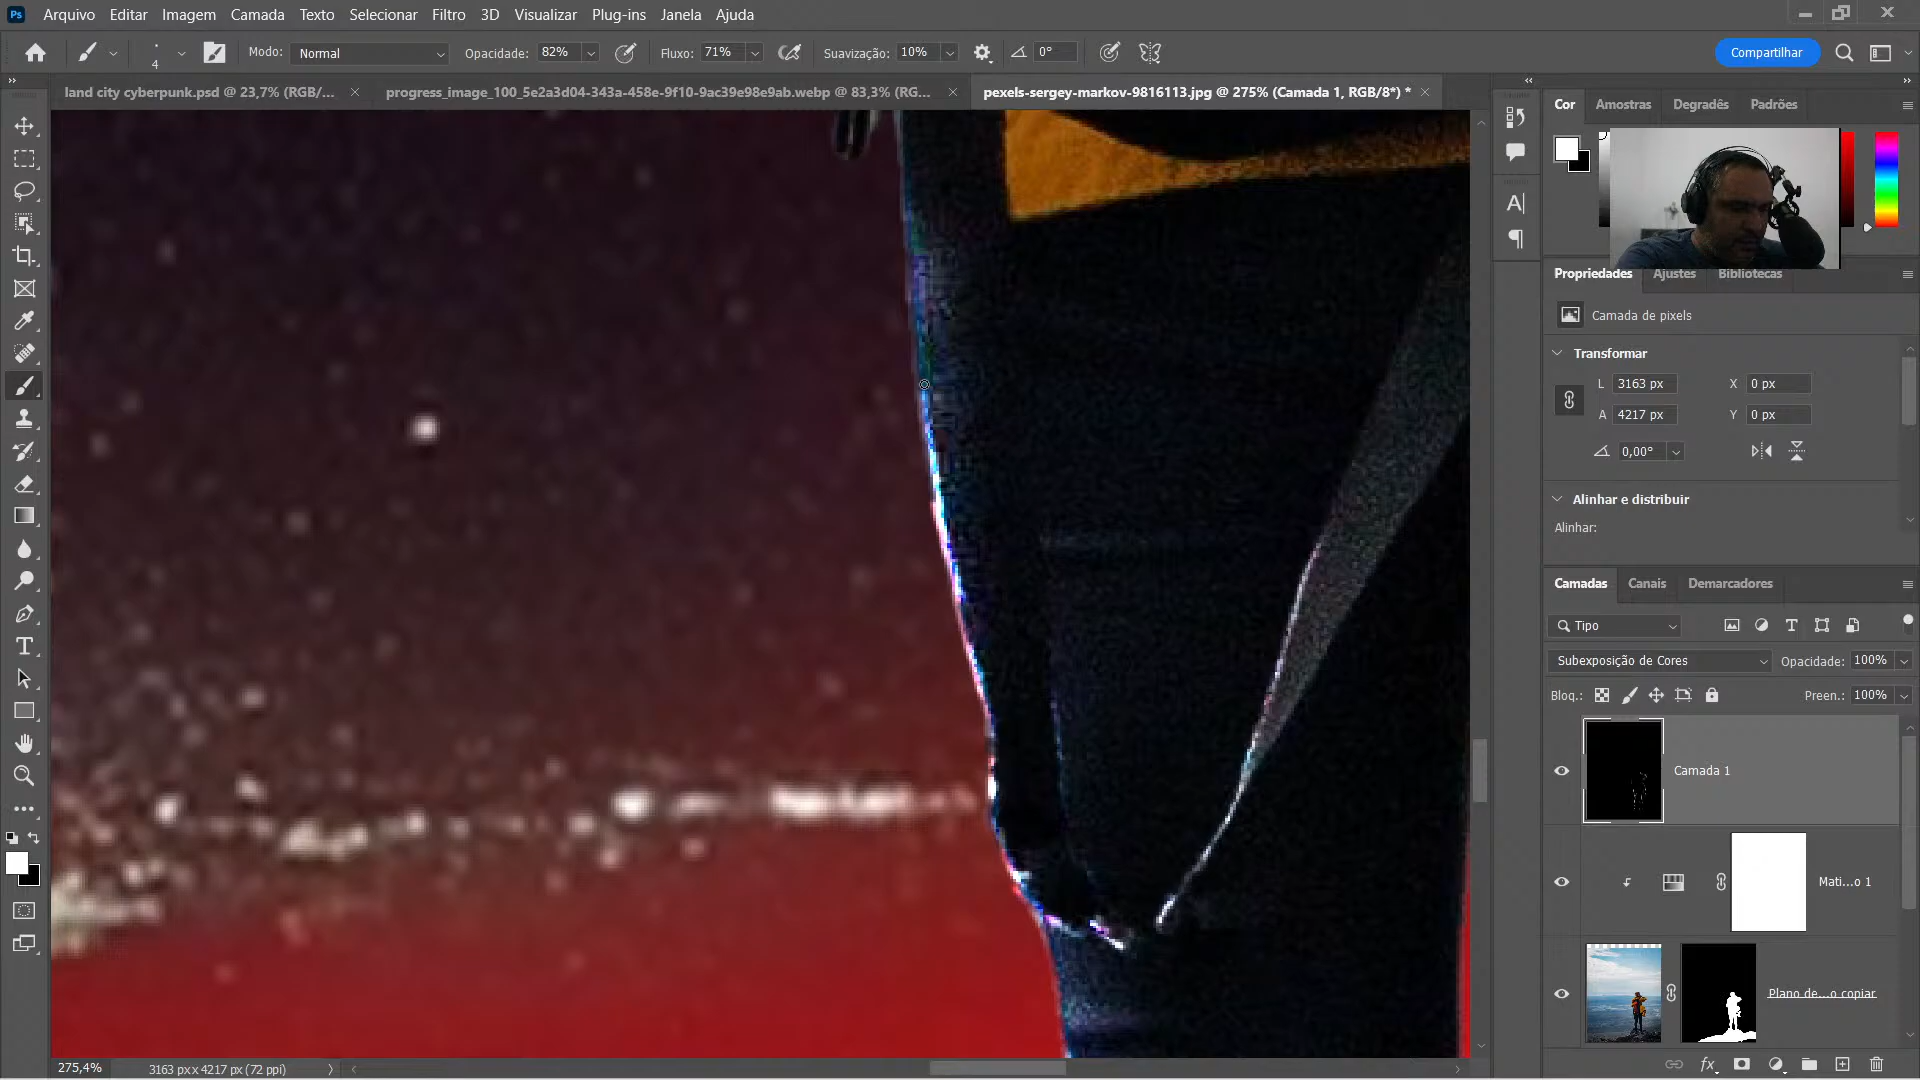 Arquivo Editar Imagem Camada Texto Selecionar Filtro 3D Visualizar Plug-ins Janela Ajuda
4 Modo: Normal Opacidade: 82% Fluxo: 71% Suavização: 10% 0° Compartilhar
land city cyberpunk.psd @ 23,7% (RGB/... progress_image_100_5e2a3d04-343a-458e-9f10-9ac39e98e9ab.webp @ 83,3% (RG... pexels-sergey-markov-9816113.jpg @ 275% (Camada 1, RGB/8*) *
Cor Amostras Degradês Padrões
Propriedades Ajustes Bibliotecas
Camada de pixels
Transformar
L 3163 px X 0 px
A 4217 px Y 0 px
0,00°
Alinhar e distribuir
Alinhar:
Camadas Canais Demarcadores
Tipo
Subexposição de Cores Opacidade: 100%
Bloq.: Preen.: 100%
Camada 1
Mati...o 1
Plano de...o copiar
275,4% 3163 px x 4217 px (72 ppi)